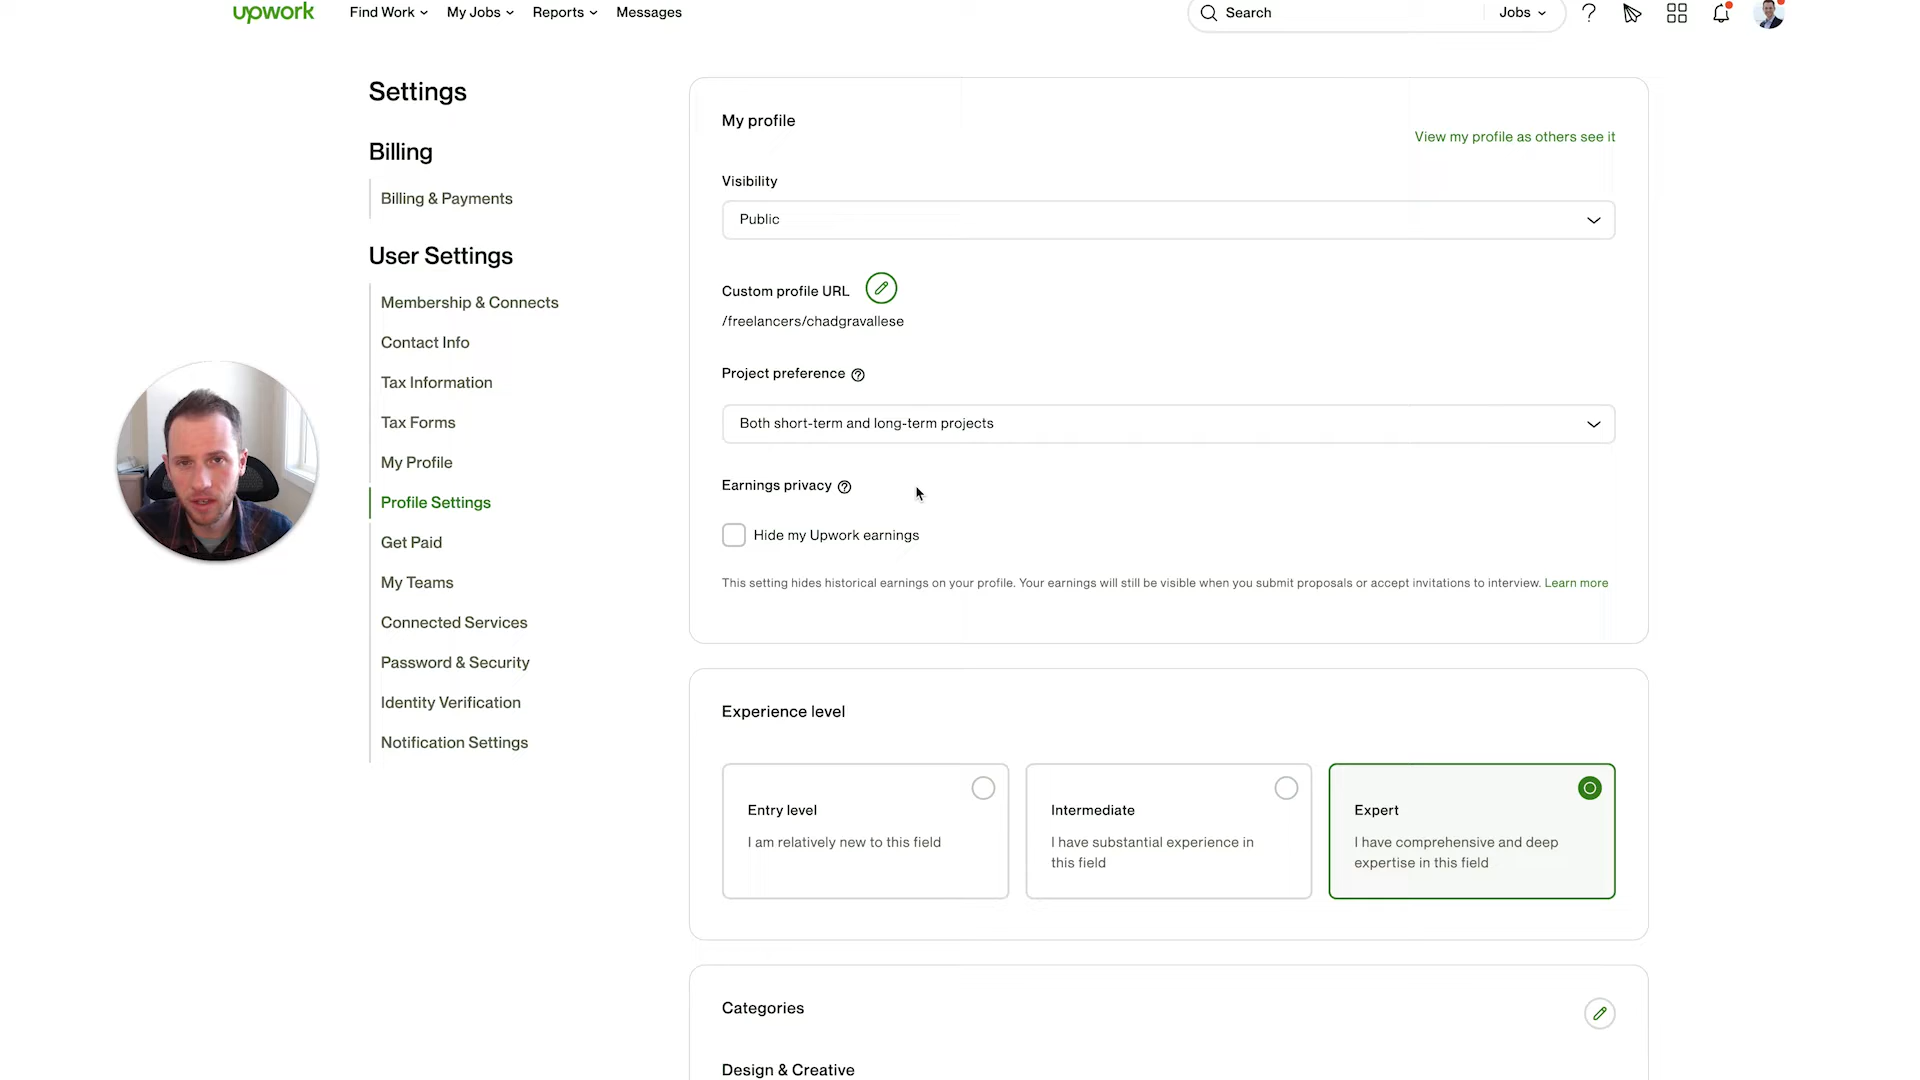 upwork
Find Work
My Jobs
Reports
Messages
Search
Jobs
Settings
Billing
Billing & Payments
User Settings
Membership & Connects
Contact Info
Tax Information
Tax Forms
My Profile
Profile Settings
Get Paid
My Teams
Connected Services
Password & Security
Identity Verification
Notification Settings
My profile
View my profile as others see it
Visibility
Public
Custom profile URL
/freelancers/chadgravallese
Project preference
Both short-term and long-term projects
Earnings privacy
Hide my Upwork earnings
This setting hides historical earnings on your profile. Your earnings will still be visible when you submit proposals or accept invitations to interview. Learn more
Experience level
Entry level
I am relatively new to this field
Intermediate
I have substantial experience in
this field
Expert
I have comprehensive and deep
expertise in this field
Categories
Design & Creative